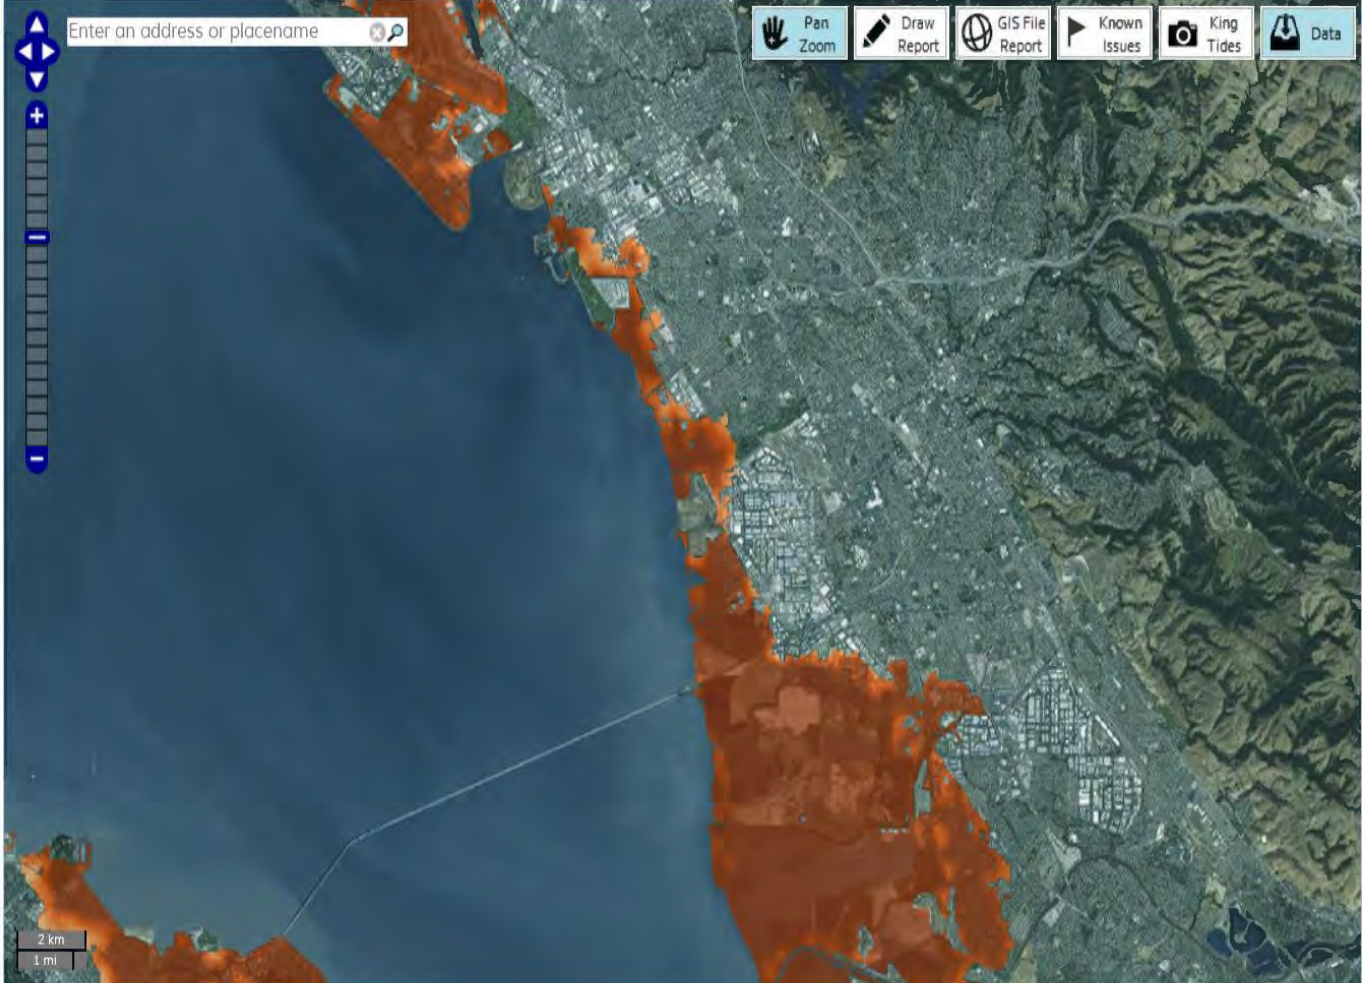 Enter an address or placename
Pan
Zoom
Draw
Report
GIS File
Report
Known
Issues
King
Tides
Data
2 km
1 mi